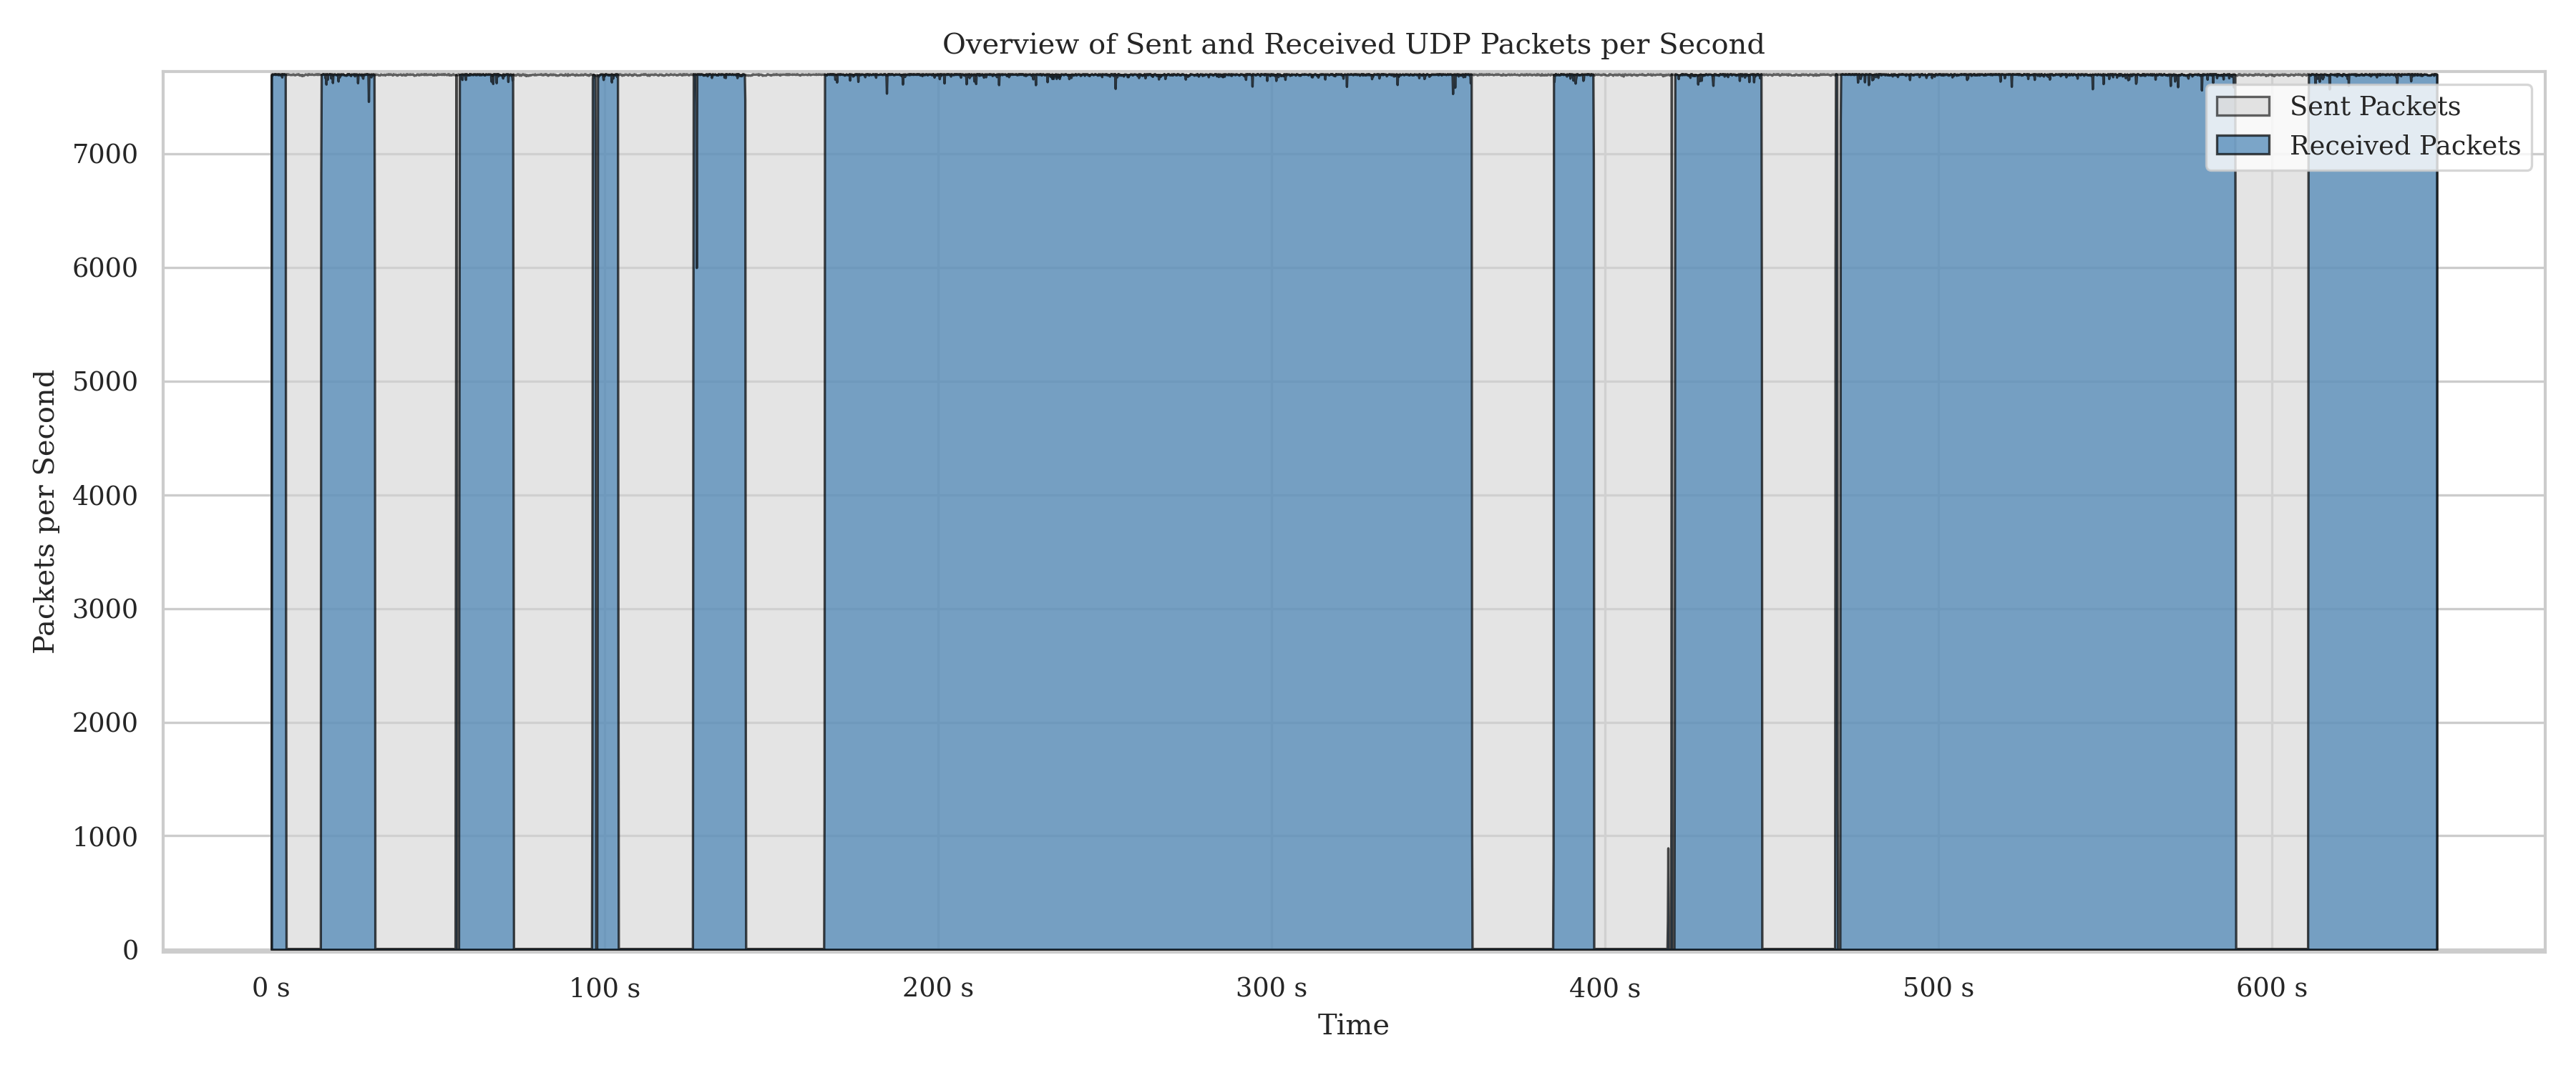 Overview of Sent and Received UDP Packets per Second
Sent Packets
Received Packets
Packets per Second
7000
6000
5000
4000
3000
2000
1000
0
0 s
100 s
200 s
300 s
400 s
500 s
600 s
Time